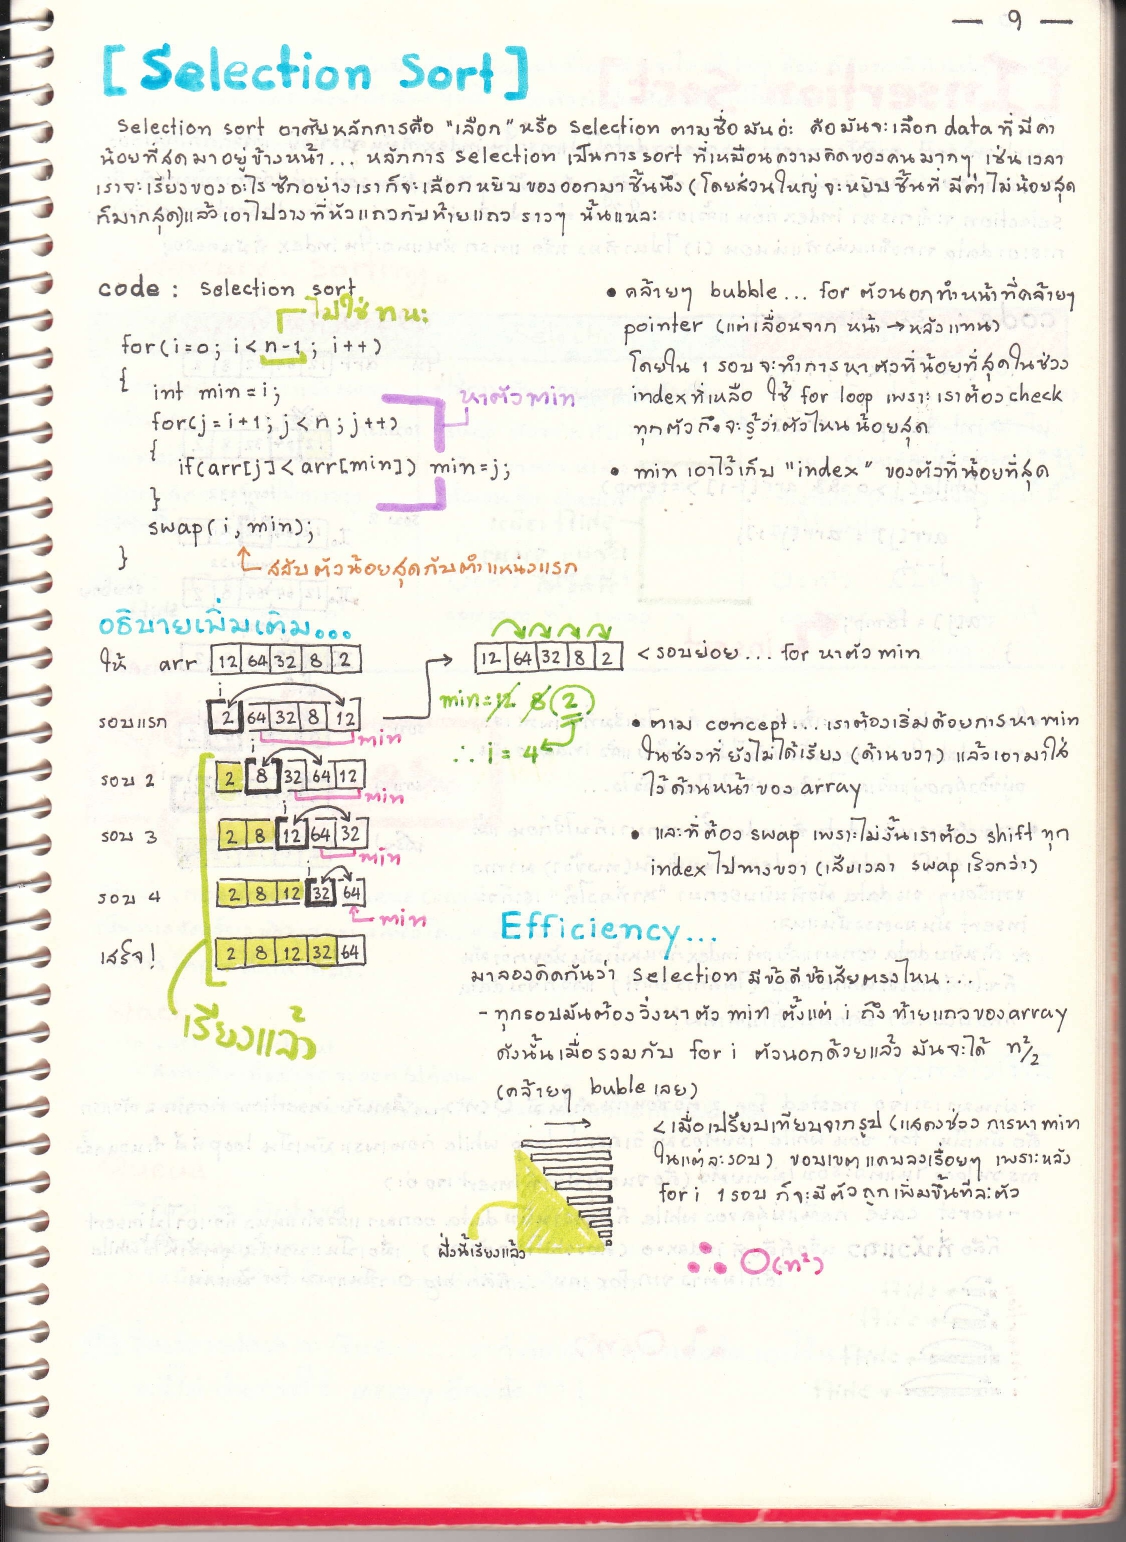 — 9 —
[Selection Sort]
Selection sort อาศัยหลักการคือ "เลือก" หรือ Selection ตามชื่อมันอ่ะ คือมันจะเลือก data ที่มีค่า
น้อยที่สุดมาอยู่ข้างหน้า... หลักการ Selection เป็นการ sort ที่เหมือนความคิดของคนมากๆ เช่น เวลา
เราจะเรียงของอะไรซักอย่าง เราก็จะเลือกหยิบของออกมาชิ้นนึง (โดยส่วนใหญ่จะหยิบชิ้นที่มีค่าไม่น้อยสุด
ก็มากสุด) แล้วเอาไปวางที่หัวแถวกับท้ายแถว ราวๆ นั้นแหละ
code : Selection sort
ไม่ใช่ n นะ
for(i=0; i<n-1; i++)
{
int min=i;
for(j=i+1; j<n; j++)
{
if(arr[j]<arr[min]) min=j;
}
swap(i,min);
}
หาตัว min
สลับตัวน้อยสุดกับตำแหน่งแรก
• คล้ายๆ bubble... for ตัวนอกทำหน้าที่คล้ายๆ
pointer (แต่เลื่อนจาก หน้า→หลัง แทน)
โดยใน 1 รอบจะทำการหาตัวที่น้อยที่สุดในช่วง
index ที่เหลือ ใช้ for loop เพราะเราต้อง check
ทุกตัวถึงจะรู้ว่าตัวไหนน้อยสุด
• min เอาไว้เก็บ "index" ของตัวที่น้อยที่สุด
อธิบายเพิ่มเติม...
ให้ arr 12 64 32 8 2
i
รอบแรก 2 64 32 8 12
min
i
รอบ 2 2 8 32 64 12
min
i
รอบ 3 2 8 12 64 32
min
i
รอบ 4 2 8 12 32 64
min
เสร็จ! 2 8 12 32 64
เรียงแล้ว
12 64 32 8 2 < รอบย่อย... for หาตัว min
min = 12 8 2
∴ i = 4
• ตาม concept... เราต้องเริ่มด้วยการหา min
ในช่วงที่ยังไม่ได้เรียง (ด้านขวา) แล้วเอามาใส่
ไว้ด้านหน้าของ array
• และที่ต้อง swap เพราะไม่งั้นเราต้อง shift ทุก
index ไปทางขวา (เสียเวลา swap เร็วกว่า)
Efficiency...
มาลองคิดกันว่า Selection มีข้อดีข้อเสียตรงไหน...
- ทุกรอบมันต้องวิ่งหาตัว min ตั้งแต่ i ถึงท้ายแถวของ array
ดังนั้นเมื่อรวมกับ for i ตัวนอกด้วยแล้ว มันจะได้ n²/2
(คล้ายๆ buble เลย)
< เมื่อเปรียบเทียบจากรูป (แสดงช่วง การหา min
ในแต่ละรอบ) ขอบเขตแคบลงเรื่อยๆ เพราะหลัง
for i 1 รอบ ก็จะมีตัวถูกเพิ่มขึ้นทีละตัว
ฝั่งนี้เรียงแล้ว
∴ O(n²)